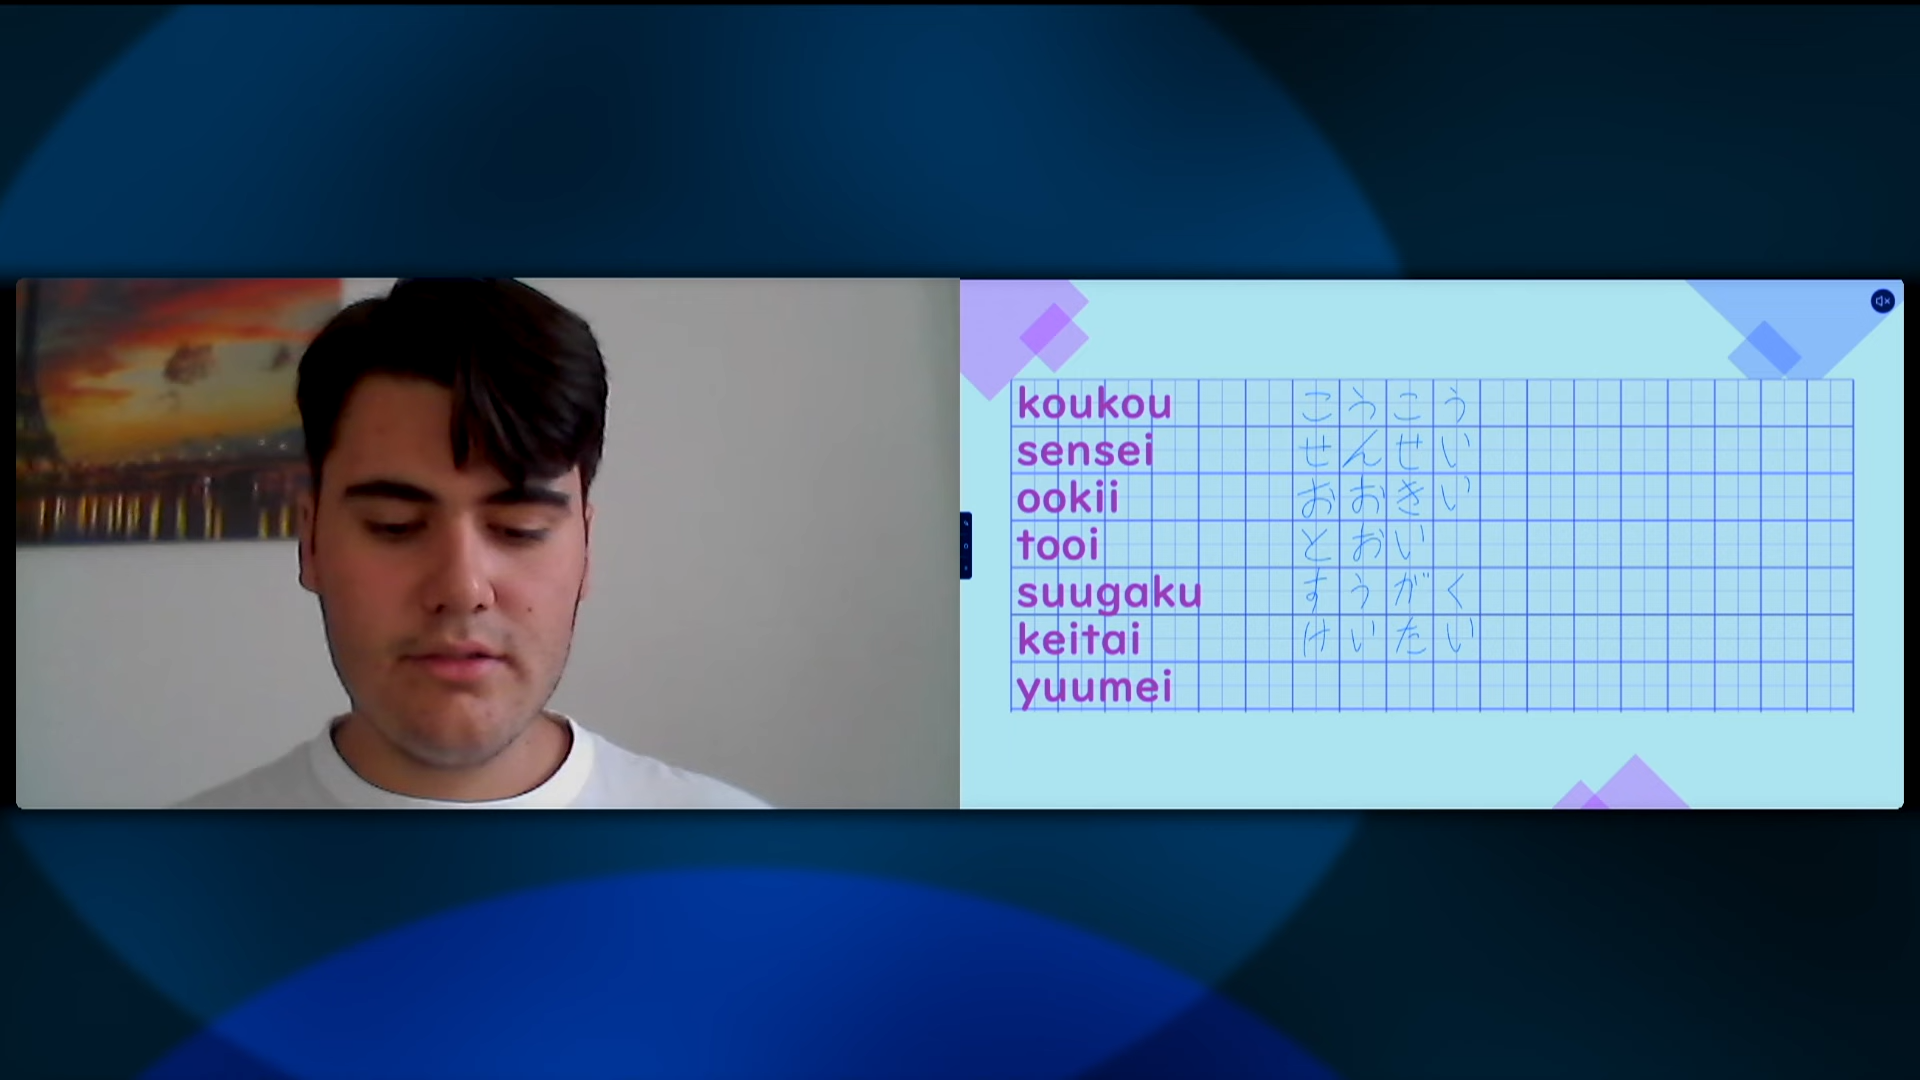 koukou こうこう
sensei せんせい
ookii おおきい
tooi とおい
suugaku すうがく
keitai けいたい
yuumei